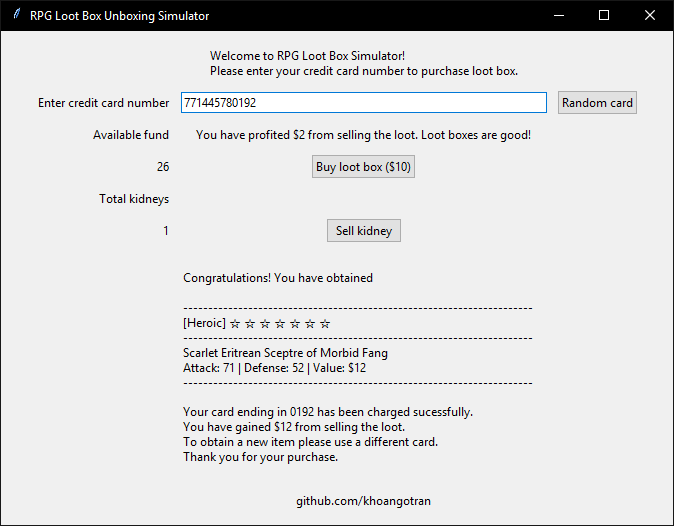 RPG Loot Box Unboxing Simulator
Welcome to RPG Loot Box Simulator!
Please enter your credit card number to purchase loot box.
Enter credit card number 771445780192 Random card
Available fund You have profited $2 from selling the loot. Loot boxes are good!
26 Buy loot box ($10)
Total kidneys
1 Sell kidney
Congratulations! You have obtained
----------------------------------------------------------------------
[Heroic] ☆ ☆ ☆ ☆ ☆ ☆ ☆
----------------------------------------------------------------------
Scarlet Eritrean Sceptre of Morbid Fang
Attack: 71 | Defense: 52 | Value: $12
----------------------------------------------------------------------
Your card ending in 0192 has been charged sucessfully.
You have gained $12 from selling the loot.
To obtain a new item please use a different card.
Thank you for your purchase.
github.com/khoangotran